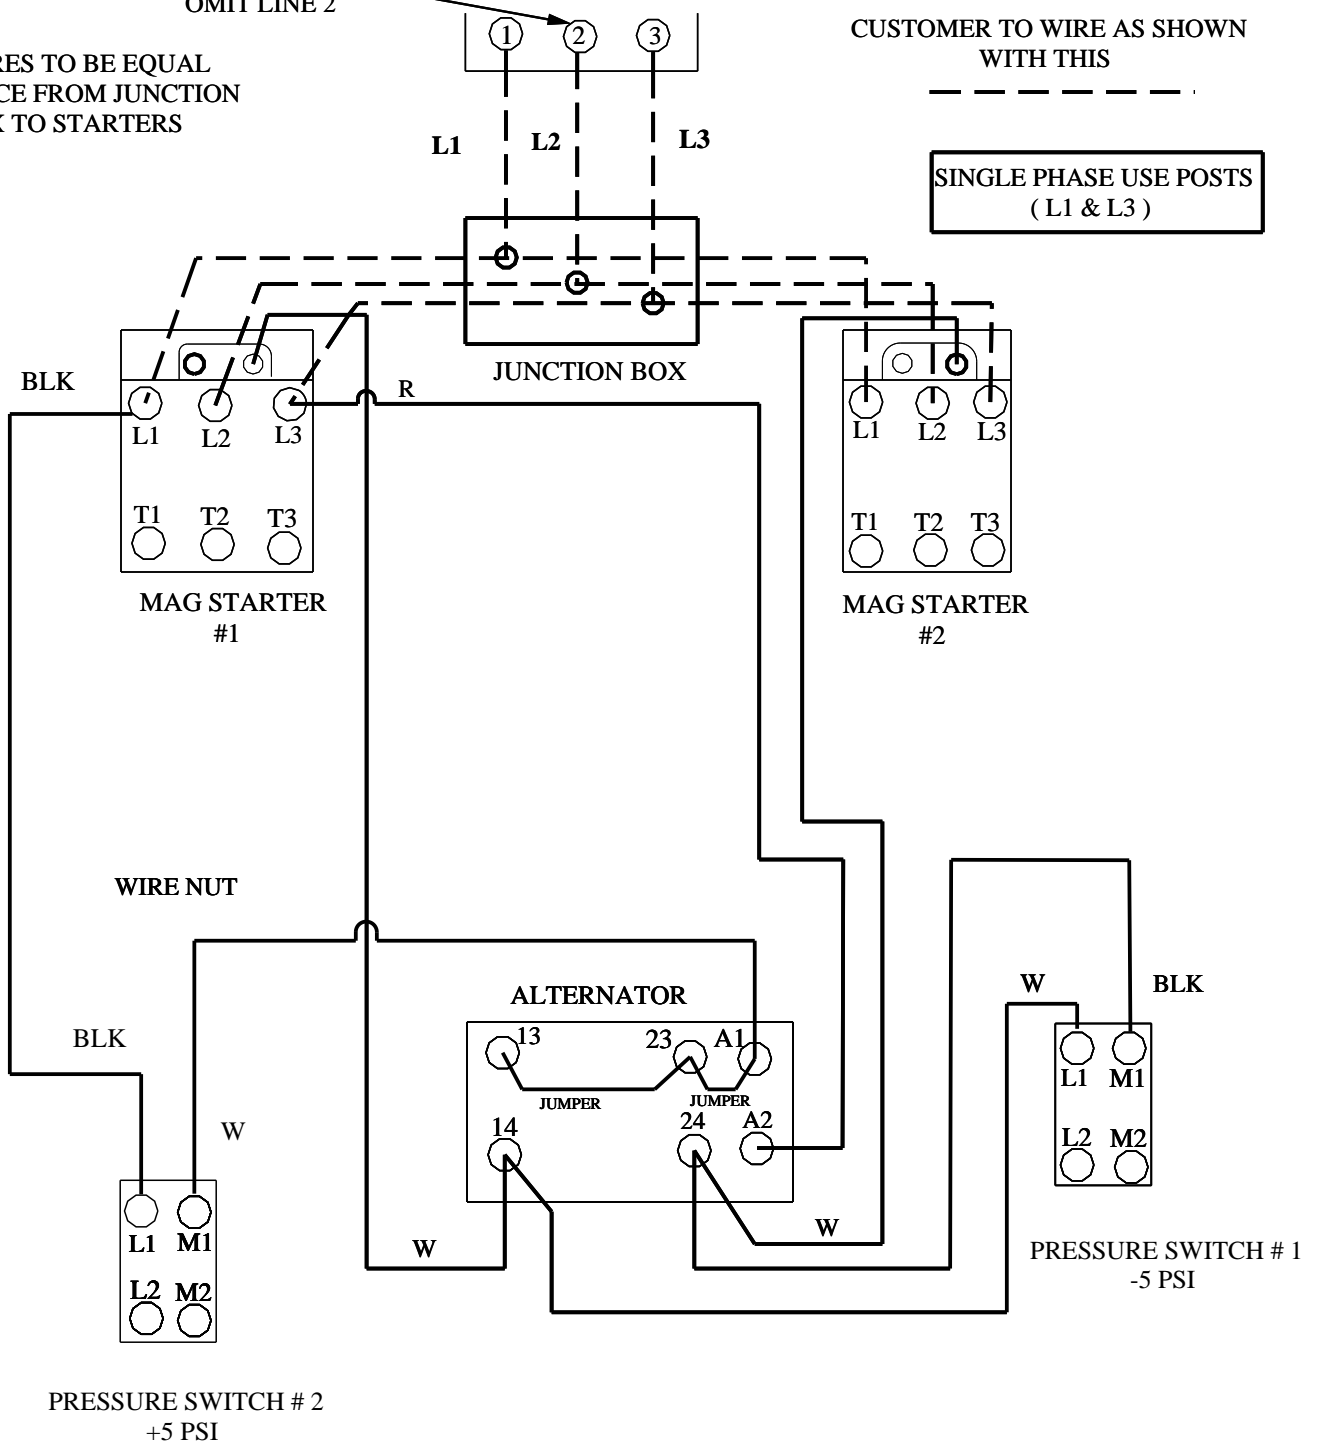 OMIT LINE 2
1 2 3
CUSTOMER TO WIRE AS SHOWN
WITH THIS
TO BE EQUAL
FROM JUNCTION
TO STARTERS
L1 L2 L3
SINGLE PHASE USE POSTS
( L1 & L3 )
JUNCTION BOX
BLK
R
L1 L2 L3
L1 L2 L3
T1 T2 T3
T1 T2 T3
MAG STARTER
#1
MAG STARTER
#2
WIRE NUT
W
BLK
ALTERNATOR
BLK
13 23 A1
JUMPER
JUMPER
14 24 A2
L1 M1
L2 M2
W
W
W
L1 M1
L2 M2
PRESSURE SWITCH # 1
-5 PSI
PRESSURE SWITCH # 2
+5 PSI